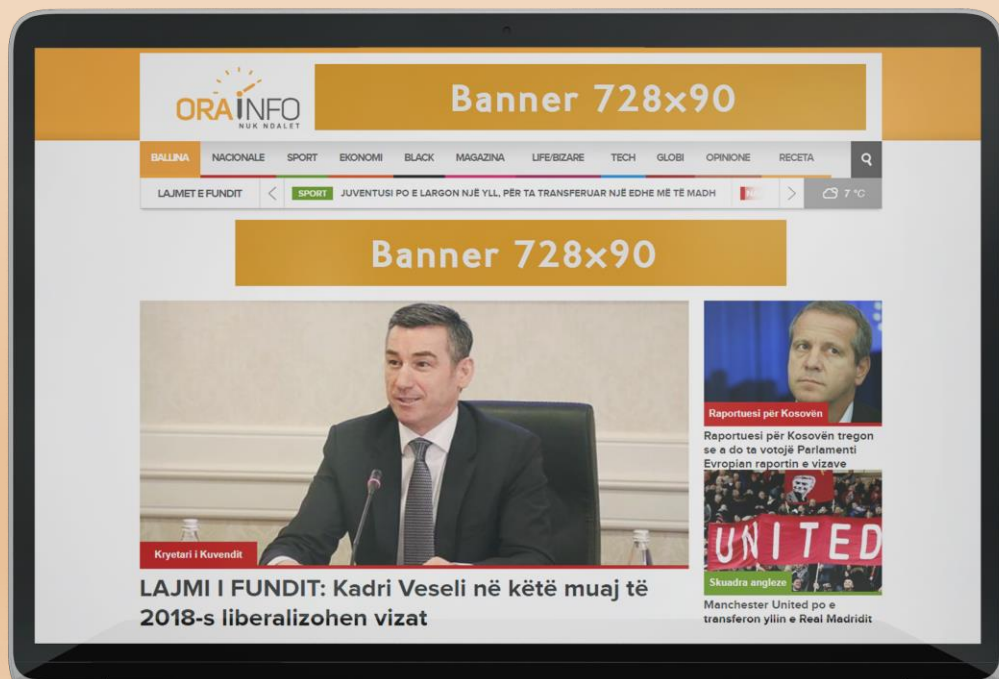 ORAINFO
NUK NDALET
Banner 728x90
BALLINA NACIONALE SPORT EKONOMI BLACK MAGAZINA LIFE/BIZARE TECH GLOBI OPINIONE RECETA
LAJMET E FUNDIT SPORT JUVENTUSI PO E LARGON NJË YLL, PËR TA TRANSFERUAR NJË EDHE MË TË MADH 7 °C
Banner 728x90
Kryetari i Kuvendit
LAJMI I FUNDIT: Kadri Veseli në këtë muaj të
2018-s liberalizohen vizat
Raportuesi për Kosovën
Raportuesi për Kosovën tregon
se a do ta votojë Parlamenti
Evropian raportin e vizave
UNITED
Skuadra angleze
Manchester United po e
transferon yllin e Real Madridit